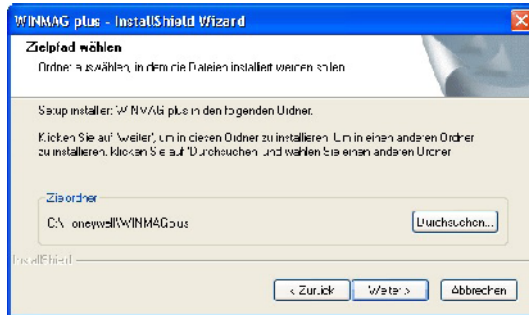 WINMAG plus - InstallShield Wizard
Zielpfad wählen
Ordner auswählen, in dem die Dateien installiert werden sollen
Setup installiert WINMAG plus in den folgenden Ordner.
Klicken Sie auf 'Weiter', um in diesen Ordner zu installieren. Um in einen anderen Ordner
zu installieren, klicken Sie auf 'Durchsuchen' und wählen Sie einen anderen Ordner
Zielordner
C:\Honeywell\WINMAGplus
Durchsuchen...
InstallShield
< Zurück
Weiter >
Abbrechen